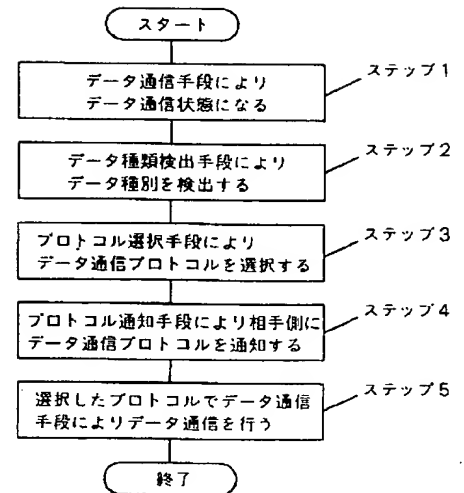 スタート
データ通信手段により
データ通信状態になる
ステップ1
データ種類検出手段により
データ種別を検出する
ステップ2
プロトコル選択手段により
データ通信プロトコルを選択する
ステップ3
プロトコル通知手段により相手側に
データ通信プロトコルを通知する
ステップ4
選択したプロトコルでデータ通信
手段によりデータ通信を行う
ステップ5
終了